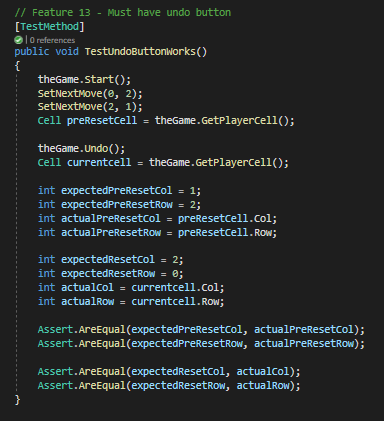 // Feature 13 - Must have undo button
[TestMethod]
| 0 references
public void TestUndoButtonWorks()
{
theGame.Start();
SetNextMove(0, 2);
SetNextMove(2, 1);
Cell preResetCell = theGame.GetPlayerCell();
theGame.Undo();
Cell currentcell = theGame.GetPlayerCell();
int expectedPreResetCol = 1;
int expectedPreResetRow = 2;
int actualPreResetCol = preResetCell.Col;
int actualPreResetRow = preResetCell.Row;
int expectedResetCol = 2;
int expectedResetRow = 0;
int actualCol = currentcell.Col;
int actualRow = currentcell.Row;
Assert.AreEqual(expectedPreResetCol, actualPreResetCol);
Assert.AreEqual(expectedPreResetRow, actualPreResetRow);
Assert.AreEqual(expectedResetCol, actualCol);
Assert.AreEqual(expectedResetRow, actualRow);
}